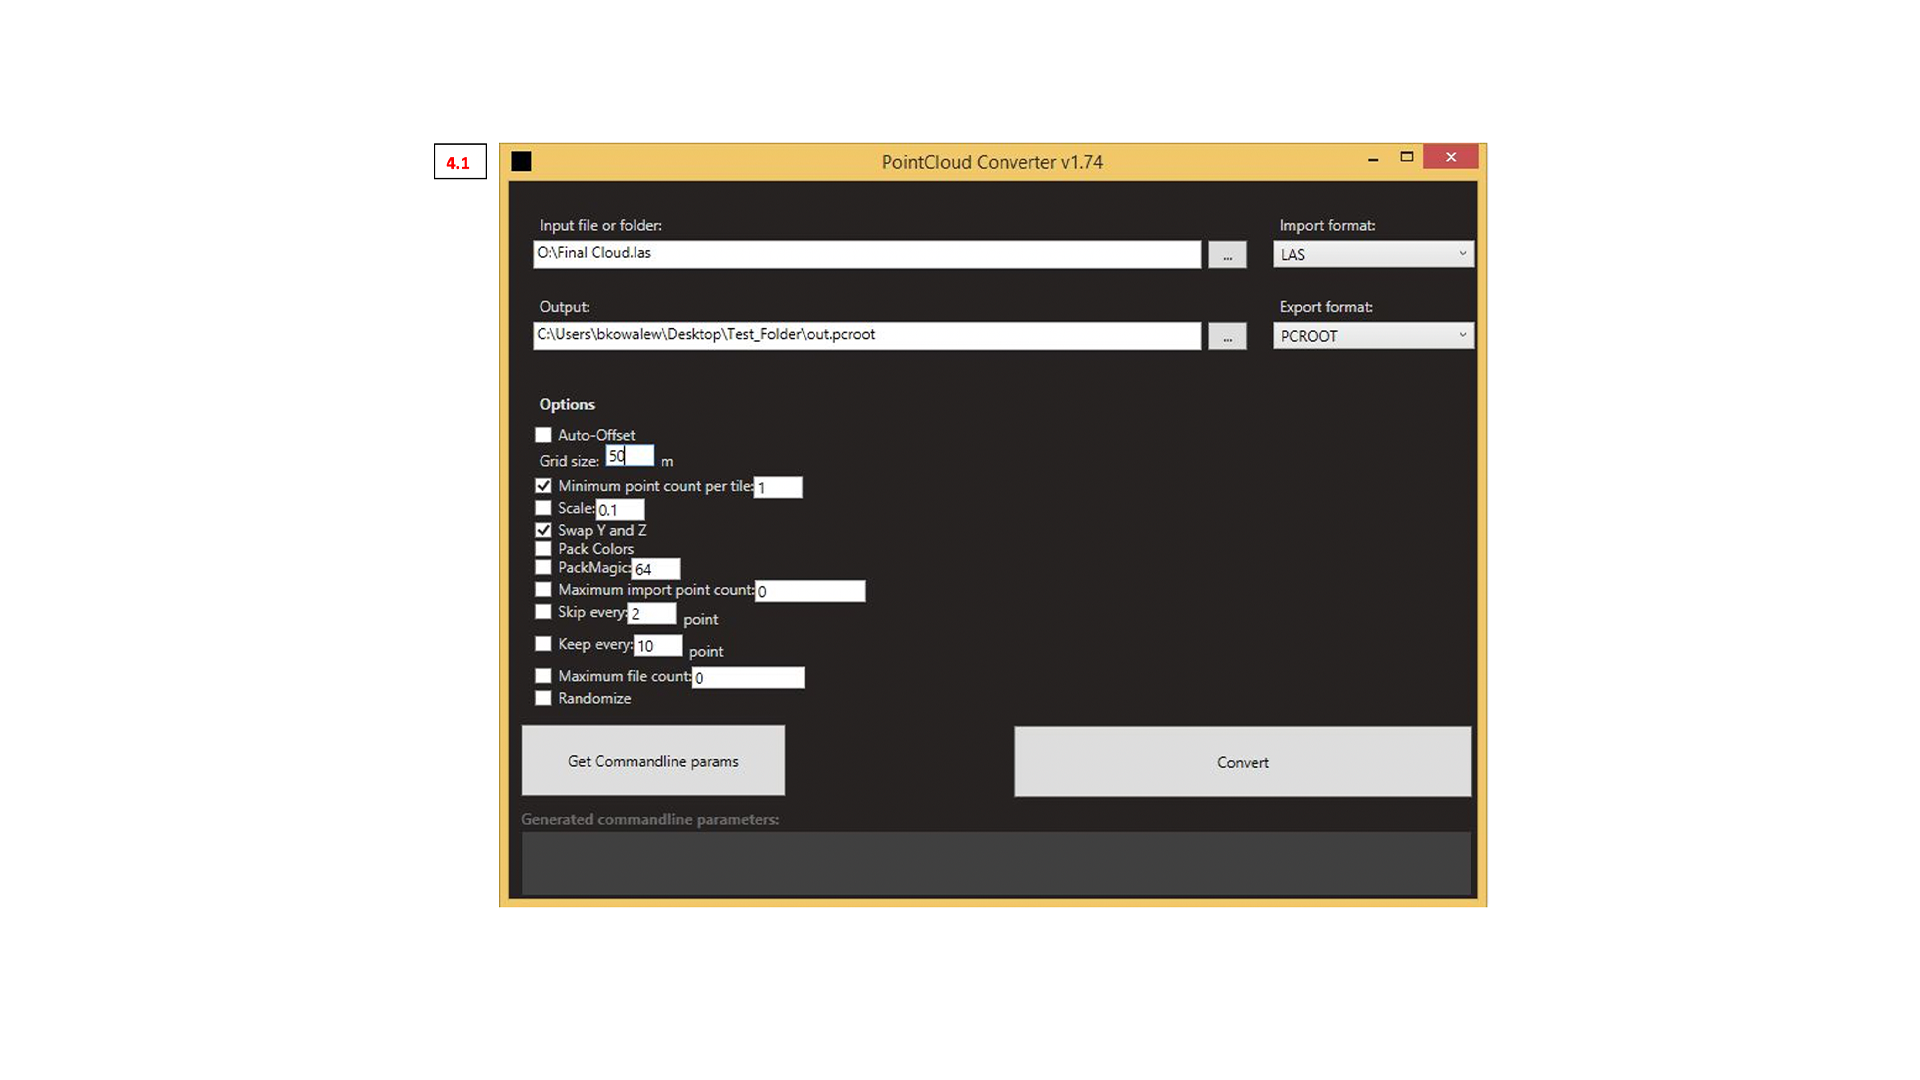 4.1
PointCloud Converter v1.74
Input file or folder:
Import format:
O:\Final Cloud.las
...
LAS
Output:
Export format:
C:\Users\bkowalew\Desktop\Test_Folder\out.pcroot
...
PCROOT
Options
Auto-Offset
Grid size: 50 m
Minimum point count per tile: 1
Scale: 0.1
Swap Y and Z
Pack Colors
PackMagic: 64
Maximum import point count: 0
Skip every: 2 point
Keep every: 10 point
Maximum file count: 0
Randomize
Get Commandline params
Convert
Generated commandline parameters: